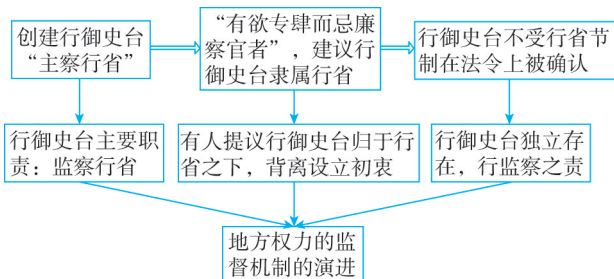 创建行御史台
“主察行省”
“有欲专肆而忌廉
察官者”，建议行
御史台隶属行省
行御史台不受行省节
制在法令上被确认
行御史台主要职
责：监察行省
有人提议行御史台归于行
省之下，背离设立初衷
行御史台独立存
在，行监察之责
地方权力的监
督机制的演进